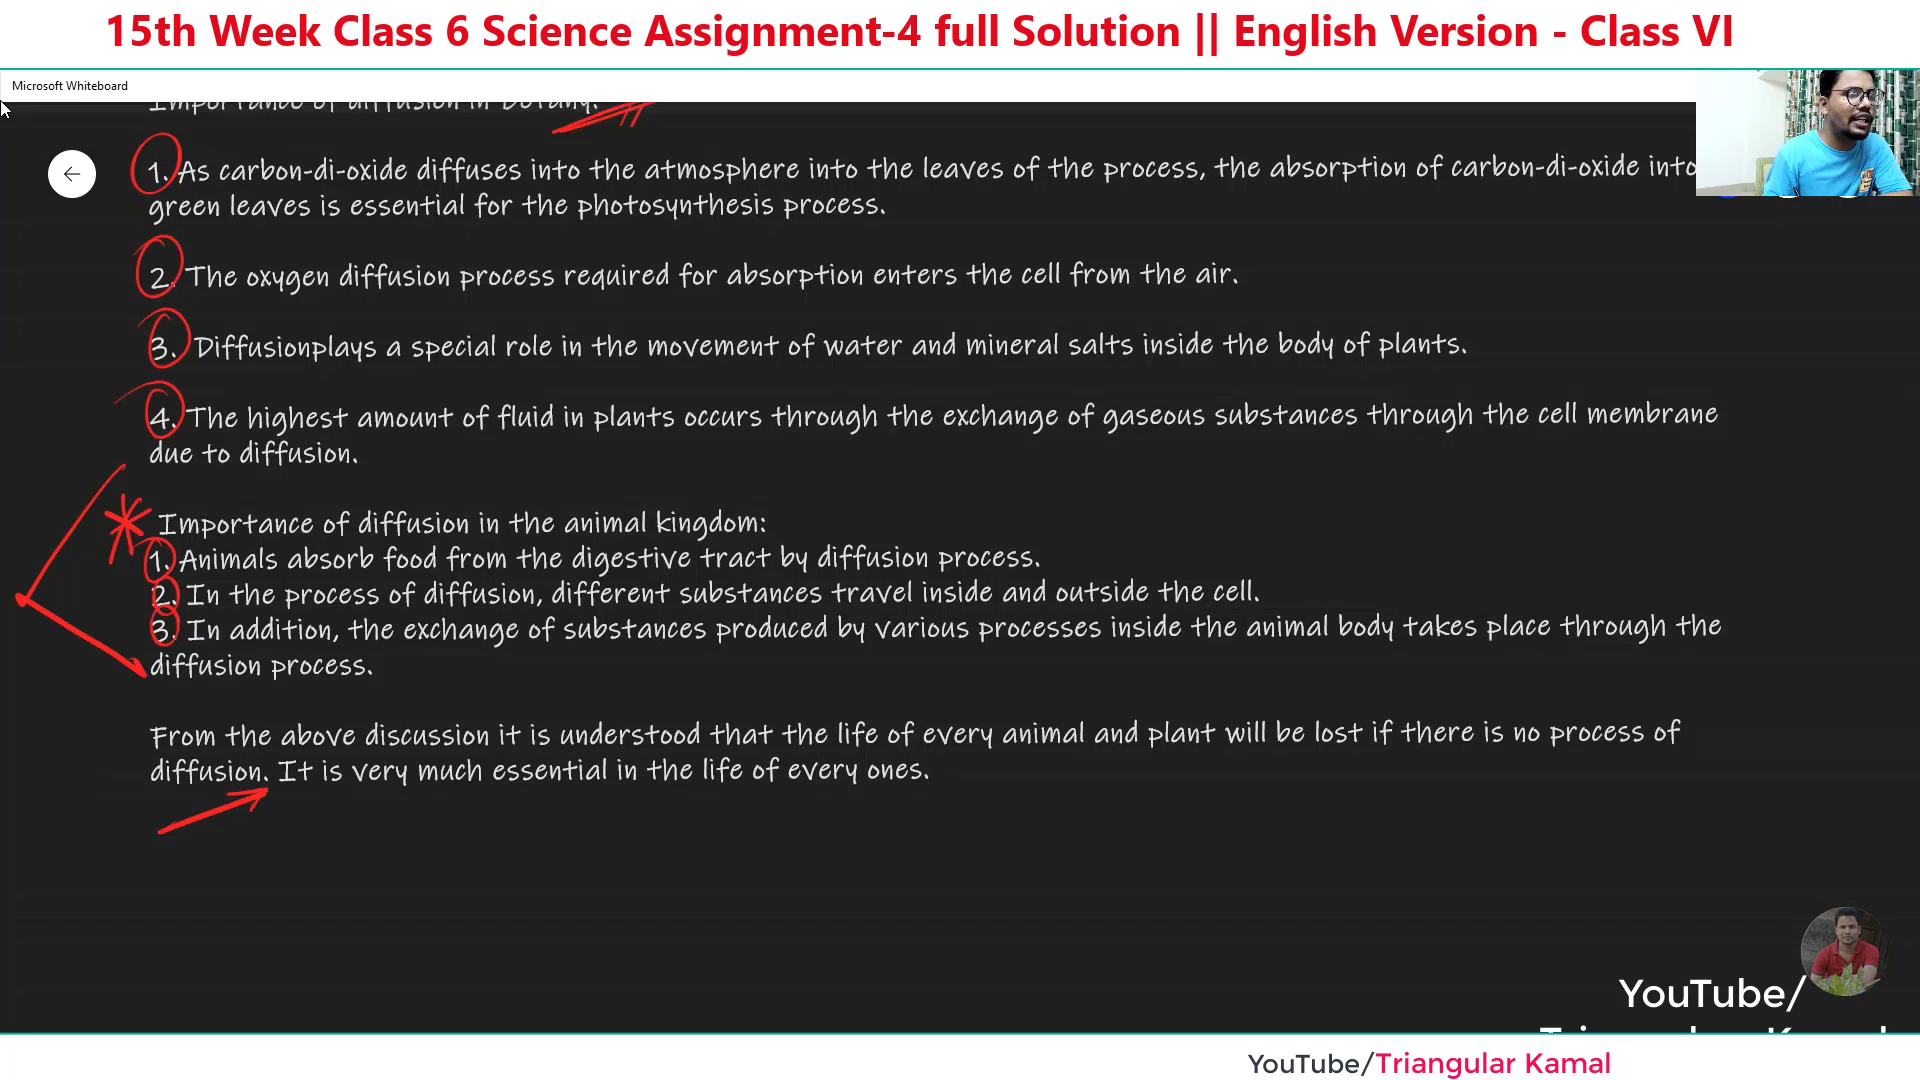 15th Week Class 6 Science Assignment-4 full Solution || English Version - Class VI
Microsoft Whiteboard
Importance of diffusion in Botany:
1. As carbon-di-oxide diffuses into the atmosphere into the leaves of the process, the absorption of carbon-di-oxide into
green leaves is essential for the photosynthesis process.
2. The oxygen diffusion process required for absorption enters the cell from the air.
3. Diffusionplays a special role in the movement of water and mineral salts inside the body of plants.
4. The highest amount of fluid in plants occurs through the exchange of gaseous substances through the cell membrane
due to diffusion.
* Importance of diffusion in the animal kingdom:
1. Animals absorb food from the digestive tract by diffusion process.
2. In the process of diffusion, different substances travel inside and outside the cell.
3. In addition, the exchange of substances produced by various processes inside the animal body takes place through the
diffusion process.
From the above discussion it is understood that the life of every animal and plant will be lost if there is no process of
diffusion. It is very much essential in the life of every ones.
YouTube/
YouTube/Triangular Kamal